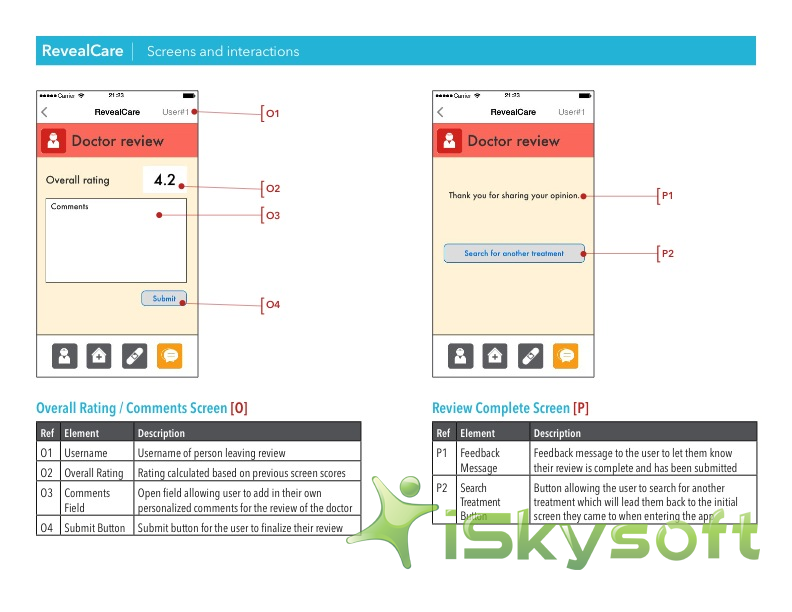 RevealCare | Screens and interactions
Carrier 21:23
RevealCare User#1
Doctor review
Overall rating 4.2
Comments
Submit
O1
O2
O3
O4
Carrier 21:23
RevealCare User#1
Doctor review
Thank you for sharing your opinion.
Search for another treatment
P1
P2
Overall Rating / Comments Screen [O]
Ref Element Description
O1 Username Username of person leaving review
O2 Overall Rating Rating calculated based on previous screen scores
O3 Comments Field Open field allowing user to add in their own
personalized comments for the review of the doctor
O4 Submit Button Submit button for the user to finalize their review
Review Complete Screen [P]
Ref Element Description
P1 Feedback Message Feedback message to the user to let them know
their review is complete and has been submitted
P2 Search Treatment Button Button allowing the user to search for another
treatment which will lead them back to the initial
screen they came to when entering the app
iSkysoft